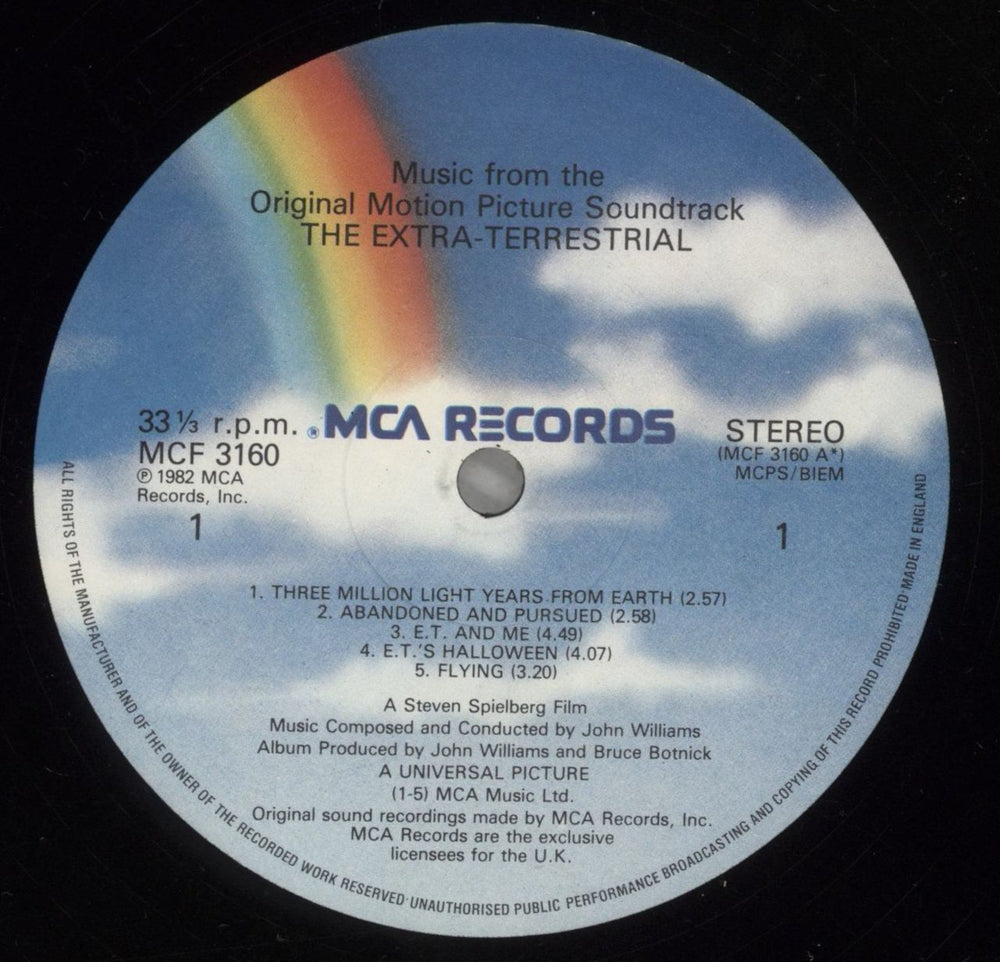 Music from the
Original Motion Picture Soundtrack
THE EXTRA-TERRESTRIAL
33⅓ r.p.m.
MCF 3160
℗ 1982 MCA
Records, Inc.
1
® MCA RECORDS
STEREO
(MCF 3160 A*)
MCPS/BIEM
1
1. THREE MILLION LIGHT YEARS FROM EARTH (2.57)
2. ABANDONED AND PURSUED (2.58)
3. E.T. AND ME (4.49)
4. E.T.'S HALLOWEEN (4.07)
5. FLYING (3.20)
A Steven Spielberg Film
Music Composed and Conducted by John Williams
Album Produced by John Williams and Bruce Botnick
A UNIVERSAL PICTURE
(1-5) MCA Music Ltd.
Original sound recordings made by MCA Records, Inc.
MCA Records are the exclusive
licensees for the U.K.
ALL RIGHTS OF THE MANUFACTURER AND OF THE OWNER OF THE RECORDED WORK RESERVED·UNAUTHORISED PUBLIC PERFORMANCE BROADCASTING AND COPYING OF THIS RECORD PROHIBITED·MADE IN ENGLAND